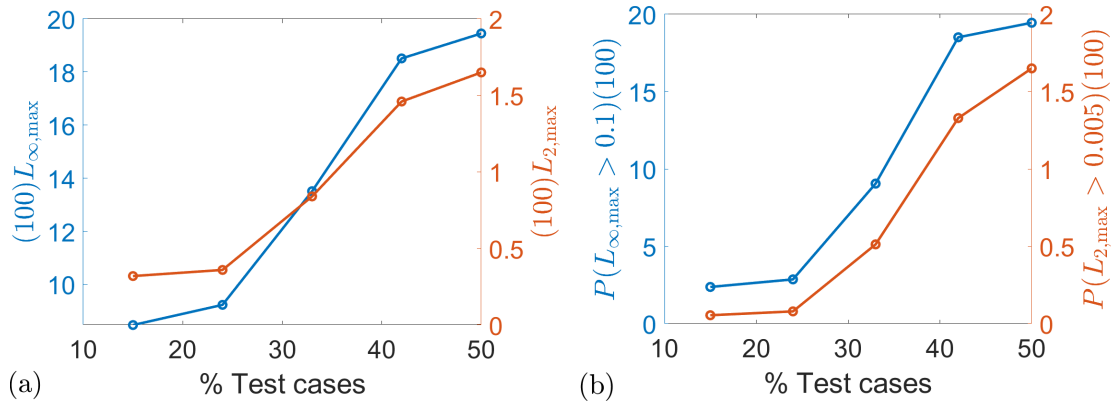 (100)L∞,max
20
18
16
14
12
10
2
1.5
1
0.5
0
(100)L2,max
10 20 30 40 50
% Test cases
(a)
P(L∞,max > 0.1)(100)
20
15
10
5
0
2
1.5
1
0.5
0
P(L2,max > 0.005)(100)
10 20 30 40 50
% Test cases
(b)